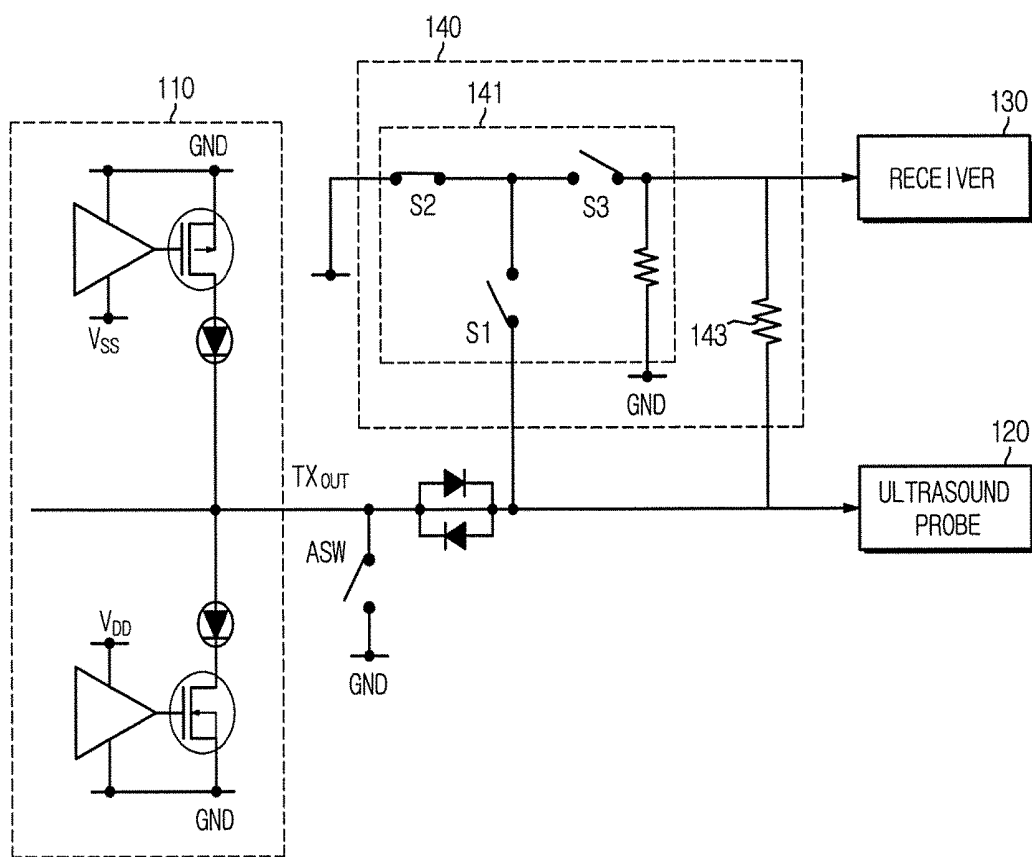 140
110
141
130
GND
RECEIVER
S2
S3
S1
VSS
143
GND
120
TXOUT
ULTRASOUND
PROBE
ASW
VDD
GND
GND